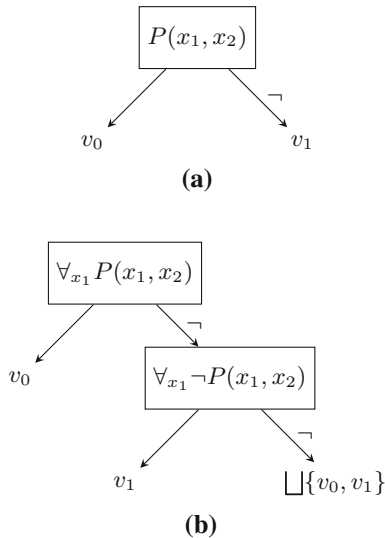 P(x₁, x₂)
¬
v₀ v₁
(a)
∀ₓ₁ P(x₁, x₂)
¬
v₀ ∀ₓ₁ ¬P(x₁, x₂)
¬
v₁ ⨆{v₀, v₁}
(b)